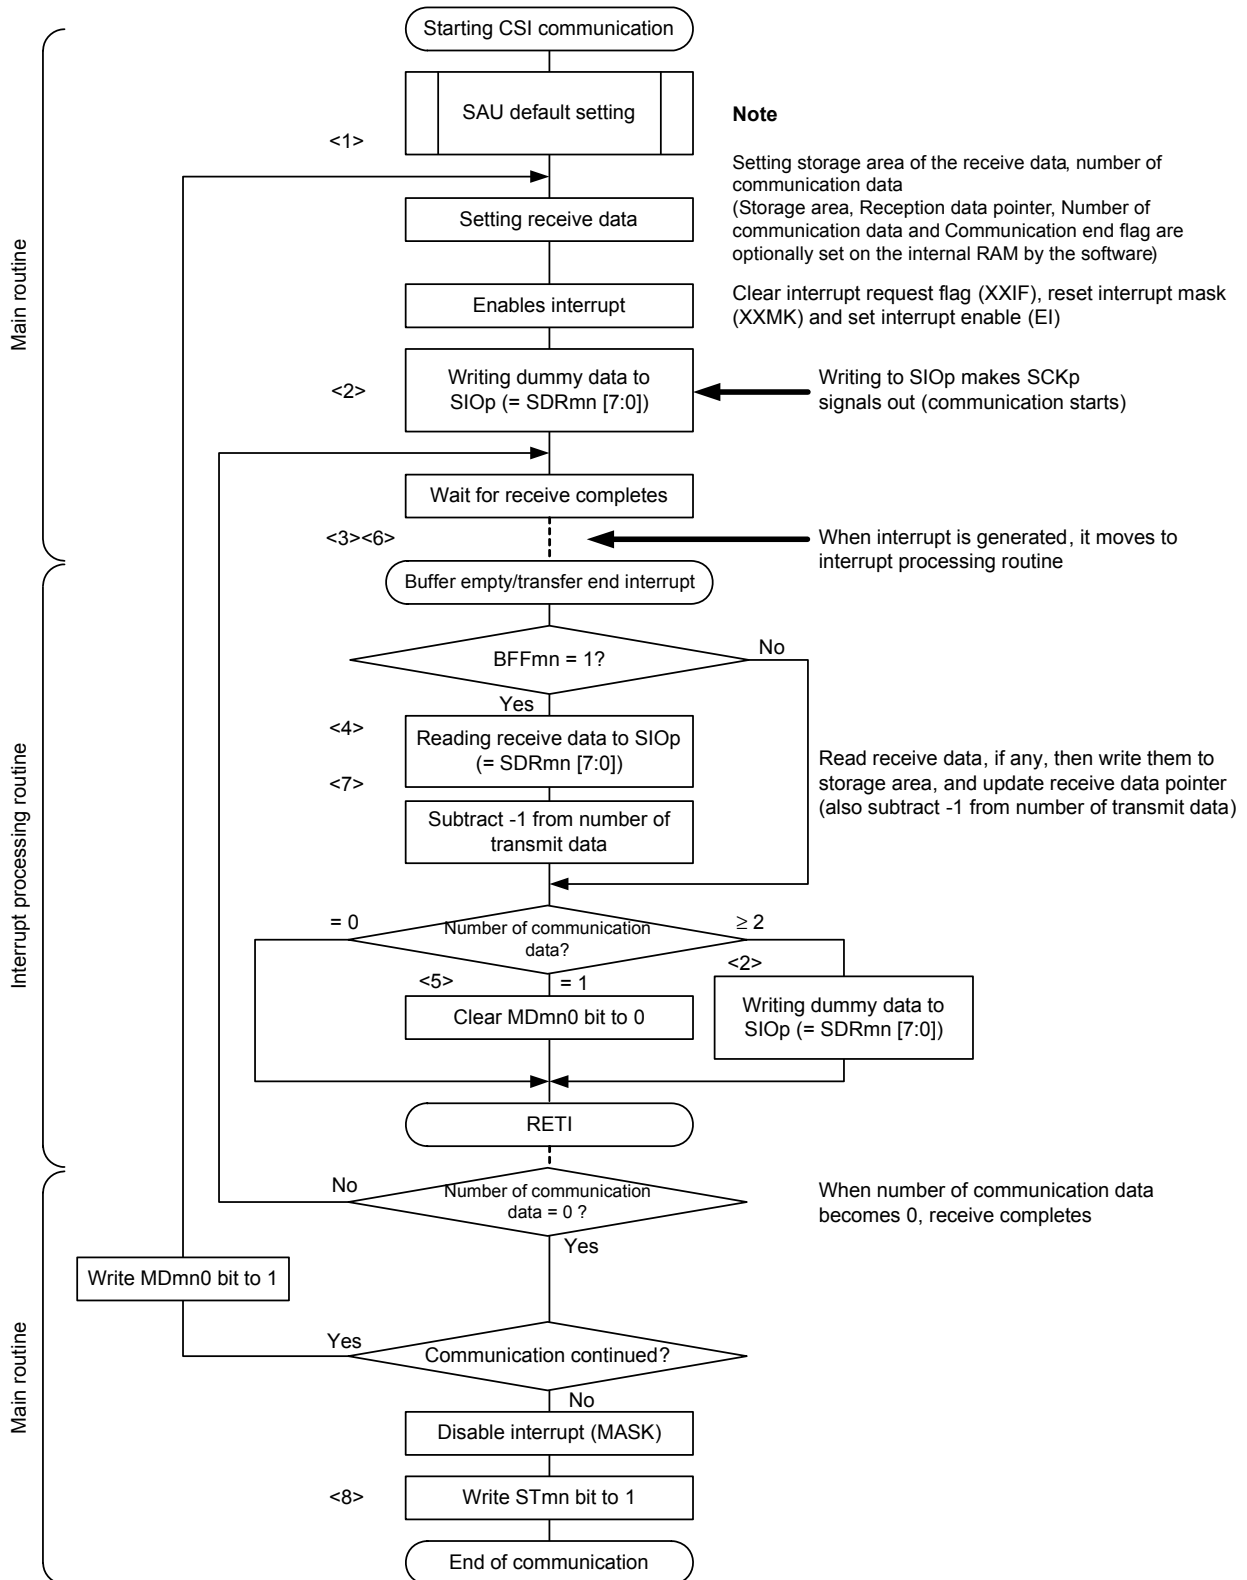 Starting CSI communication
SAU default setting
Note
<1>
Setting storage area of the receive data, number of
communication data
(Storage area, Reception data pointer, Number of
communication data and Communication end flag are
optionally set on the internal RAM by the software)
Setting receive data
Main routine
Enables interrupt
Clear interrupt request flag (XXIF), reset interrupt mask
(XXMK) and set interrupt enable (EI)
<2>
Writing dummy data to
SIOp (= SDRmn [7:0])
Writing to SIOp makes SCKp
signals out (communication starts)
Wait for receive completes
<3><6>
When interrupt is generated, it moves to
interrupt processing routine
Buffer empty/transfer end interrupt
BFFmn = 1?
No
Yes
<4>
Reading receive data to SIOp
(= SDRmn [7:0])
<7>
Subtract -1 from number of
transmit data
Read receive data, if any, then write them to
storage area, and update receive data pointer
(also subtract -1 from number of transmit data)
Interrupt processing routine
= 0
Number of communication
data?
≥ 2
<5>
= 1
<2>
Clear MDmn0 bit to 0
Writing dummy data to
SIOp (= SDRmn [7:0])
RETI
No
Number of communication
data = 0 ?
When number of communication data
becomes 0, receive completes
Yes
Write MDmn0 bit to 1
Main routine
Yes
Communication continued?
No
Disable interrupt (MASK)
<8>
Write STmn bit to 1
End of communication